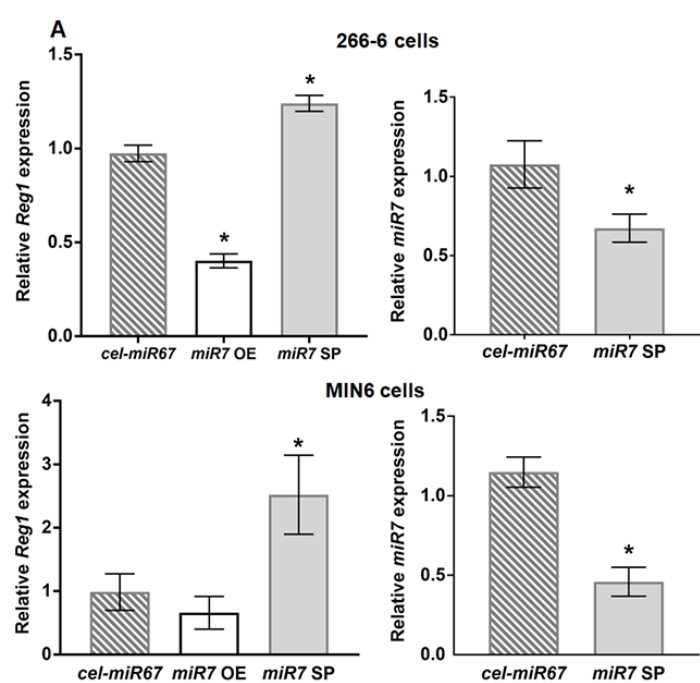 A
266-6 cells
Relative Reg1 expression
1.5
1.0
0.5
0.0
*
*
cel-miR67 miR7 OE miR7 SP
Relative miR7 expression
1.5
1.0
0.5
0.0
*
cel-miR67 miR7 SP
MIN6 cells
Relative Reg1 expression
4
3
2
1
0
*
cel-miR67 miR7 OE miR7 SP
Relative miR7 expression
1.5
1.0
0.5
0.0
*
cel-miR67 miR7 SP